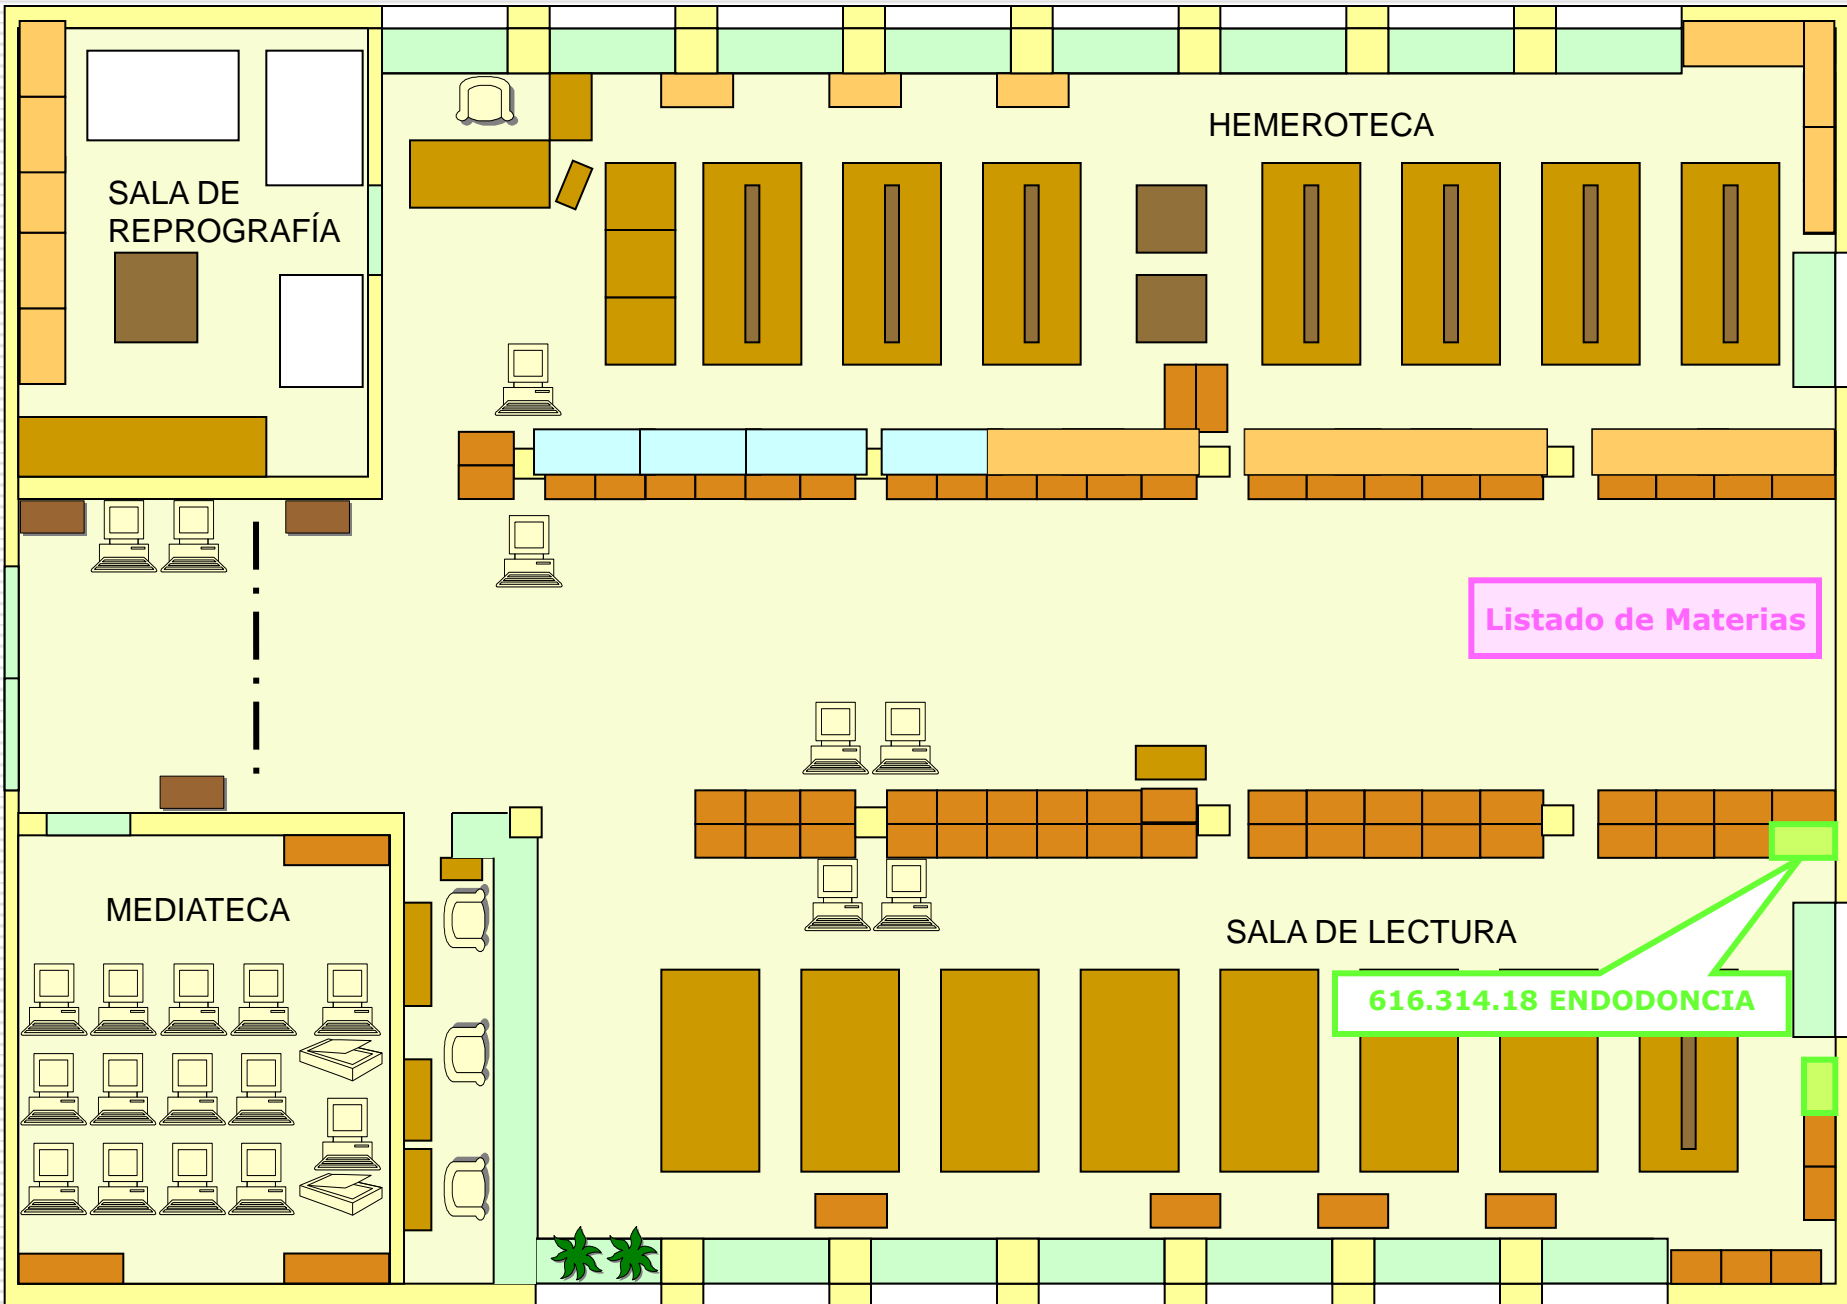 HEMEROTECA
SALA DE
REPROGRAFÍA
Listado de Materias
MEDIATECA
SALA DE LECTURA
616.314.18 ENDODONCIA